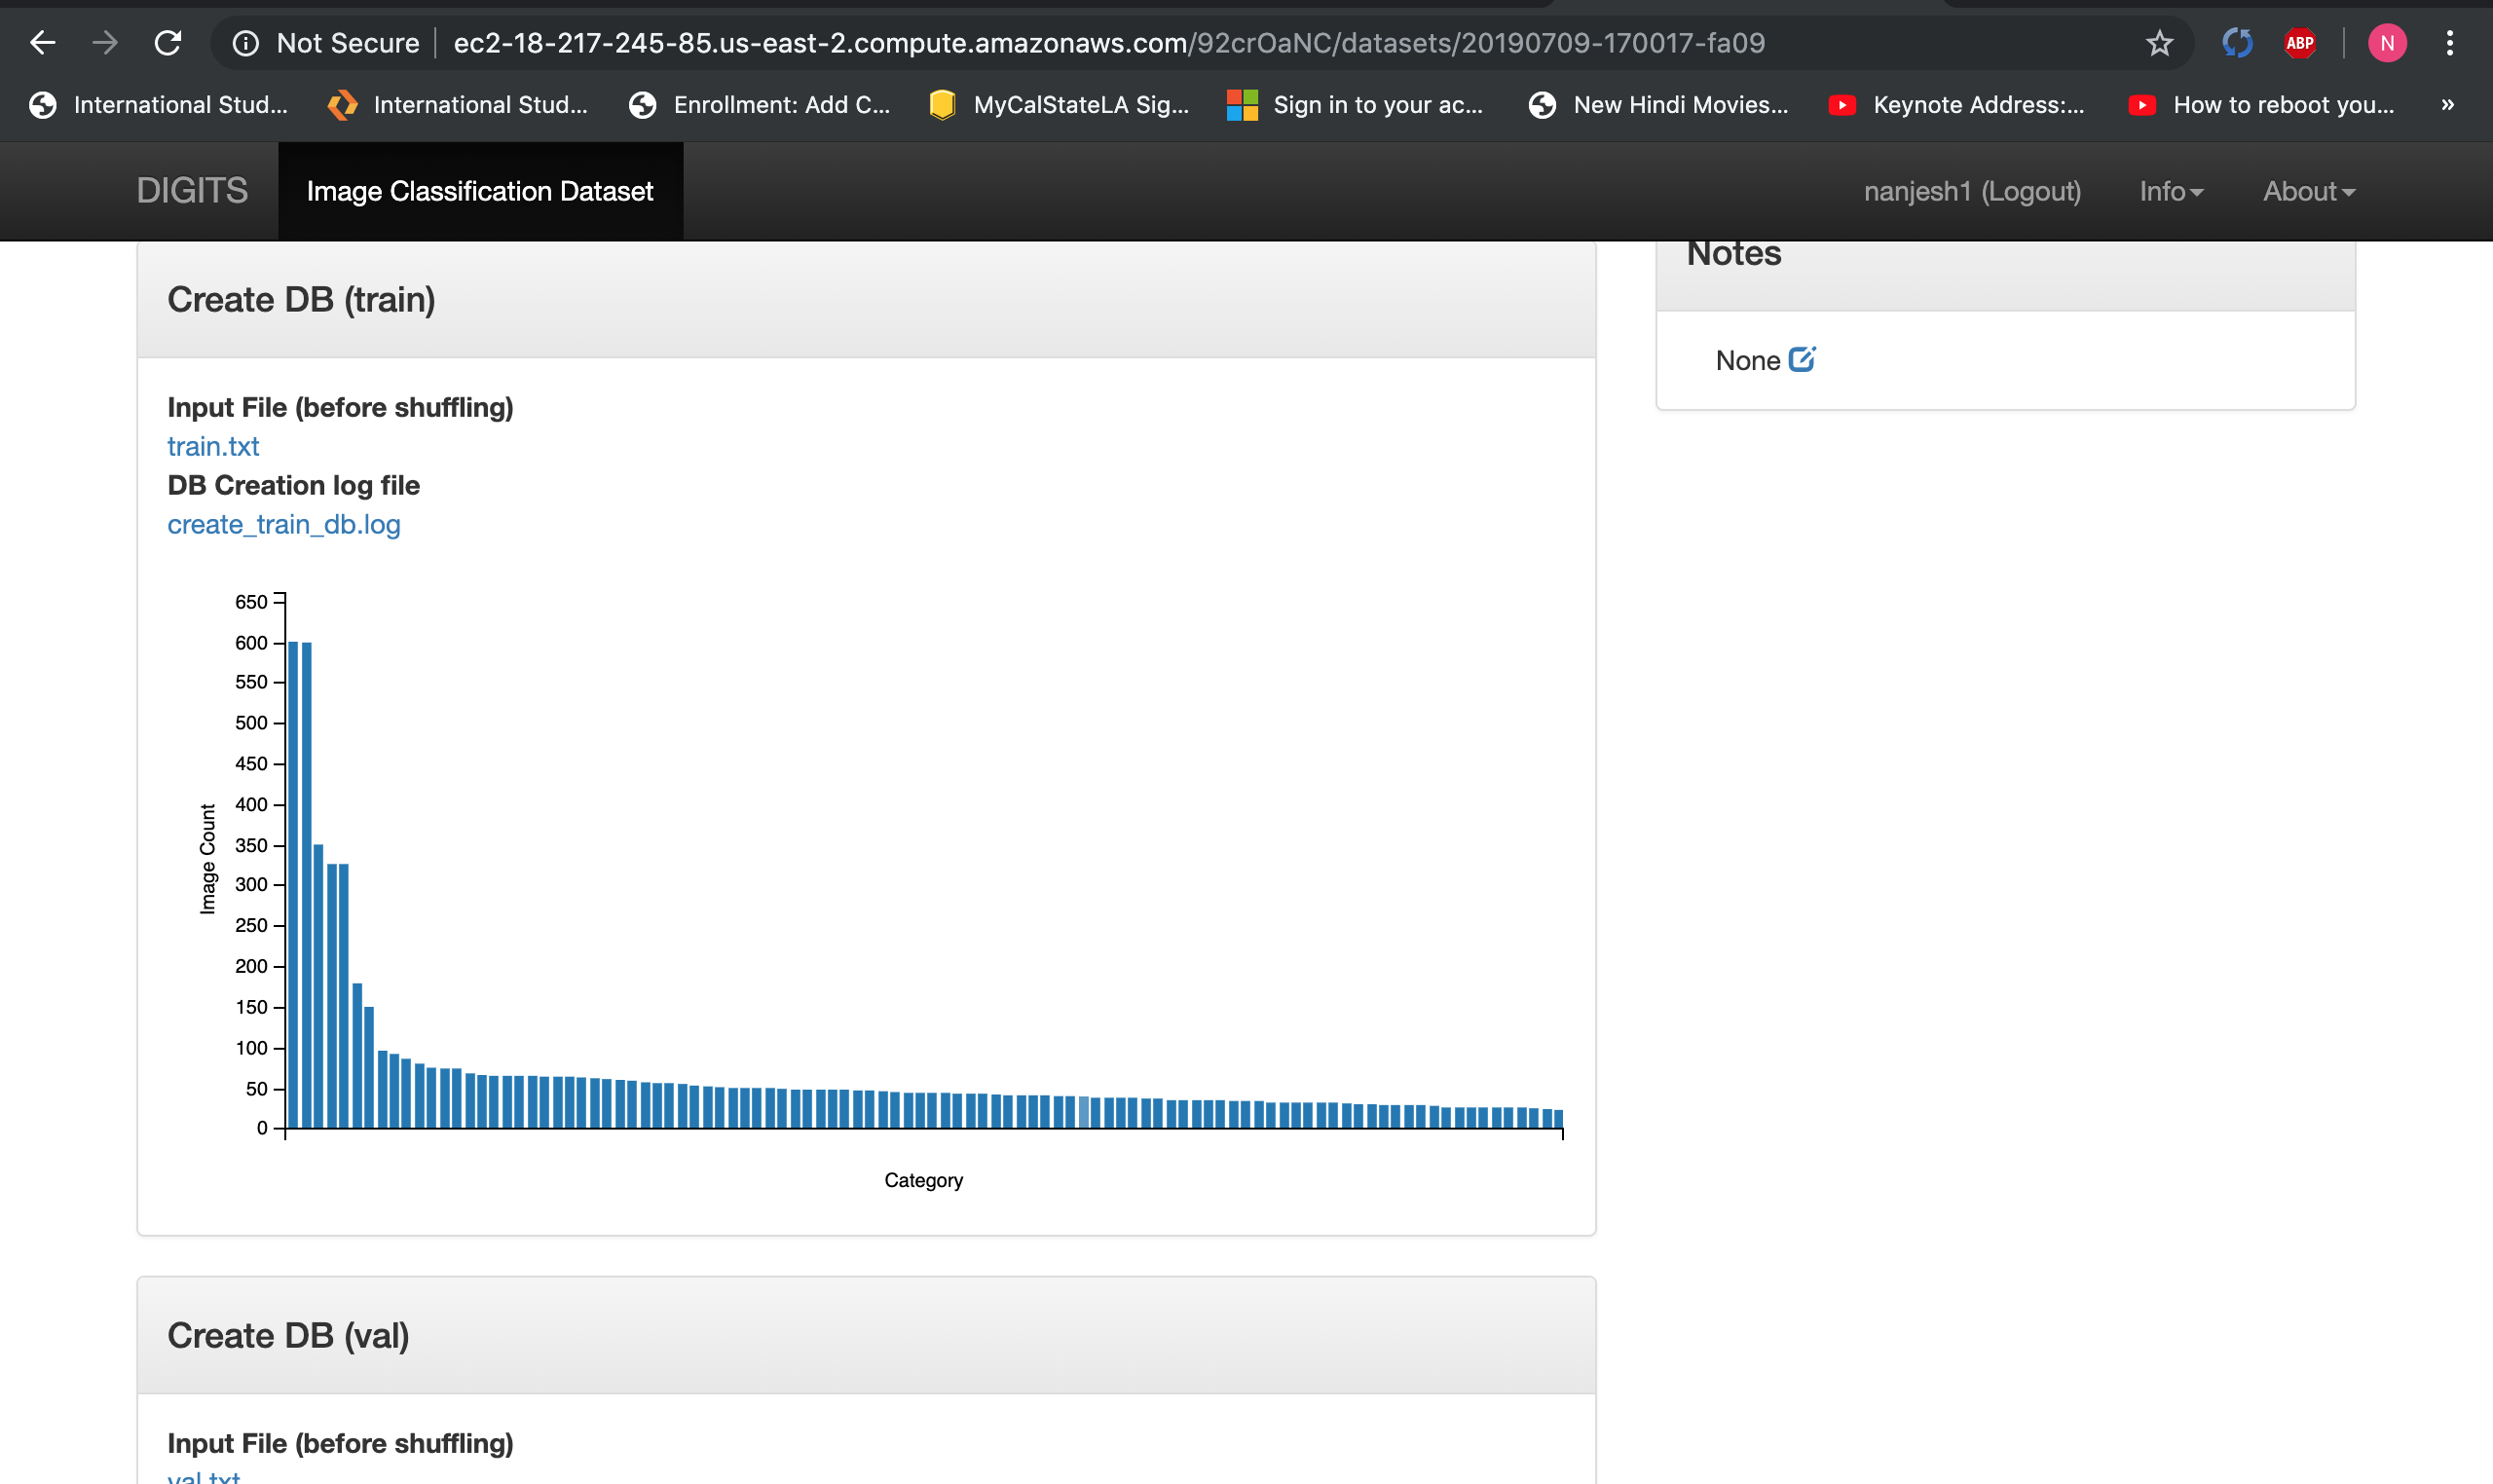 Not Secure ec2-18-217-245-85.us-east-2.compute.amazonaws.com/92crOaNC/datasets/20190709-170017-fa09 ABP N
International Stud... International Stud... Enrollment: Add C... MyCalStateLA Sig... Sign in to your ac... New Hindi Movies... Keynote Address:... How to reboot you... »
DIGITS Image Classification Dataset nanjesh1 (Logout) Info About
Notes
None
Create DB (train)
Input File (before shuffling)
train.txt
DB Creation log file
create_train_db.log
650
600
550
500
450
400
350
300
250
200
150
100
50
0
Image Count
Category
Create DB (val)
Input File (before shuffling)
val.txt